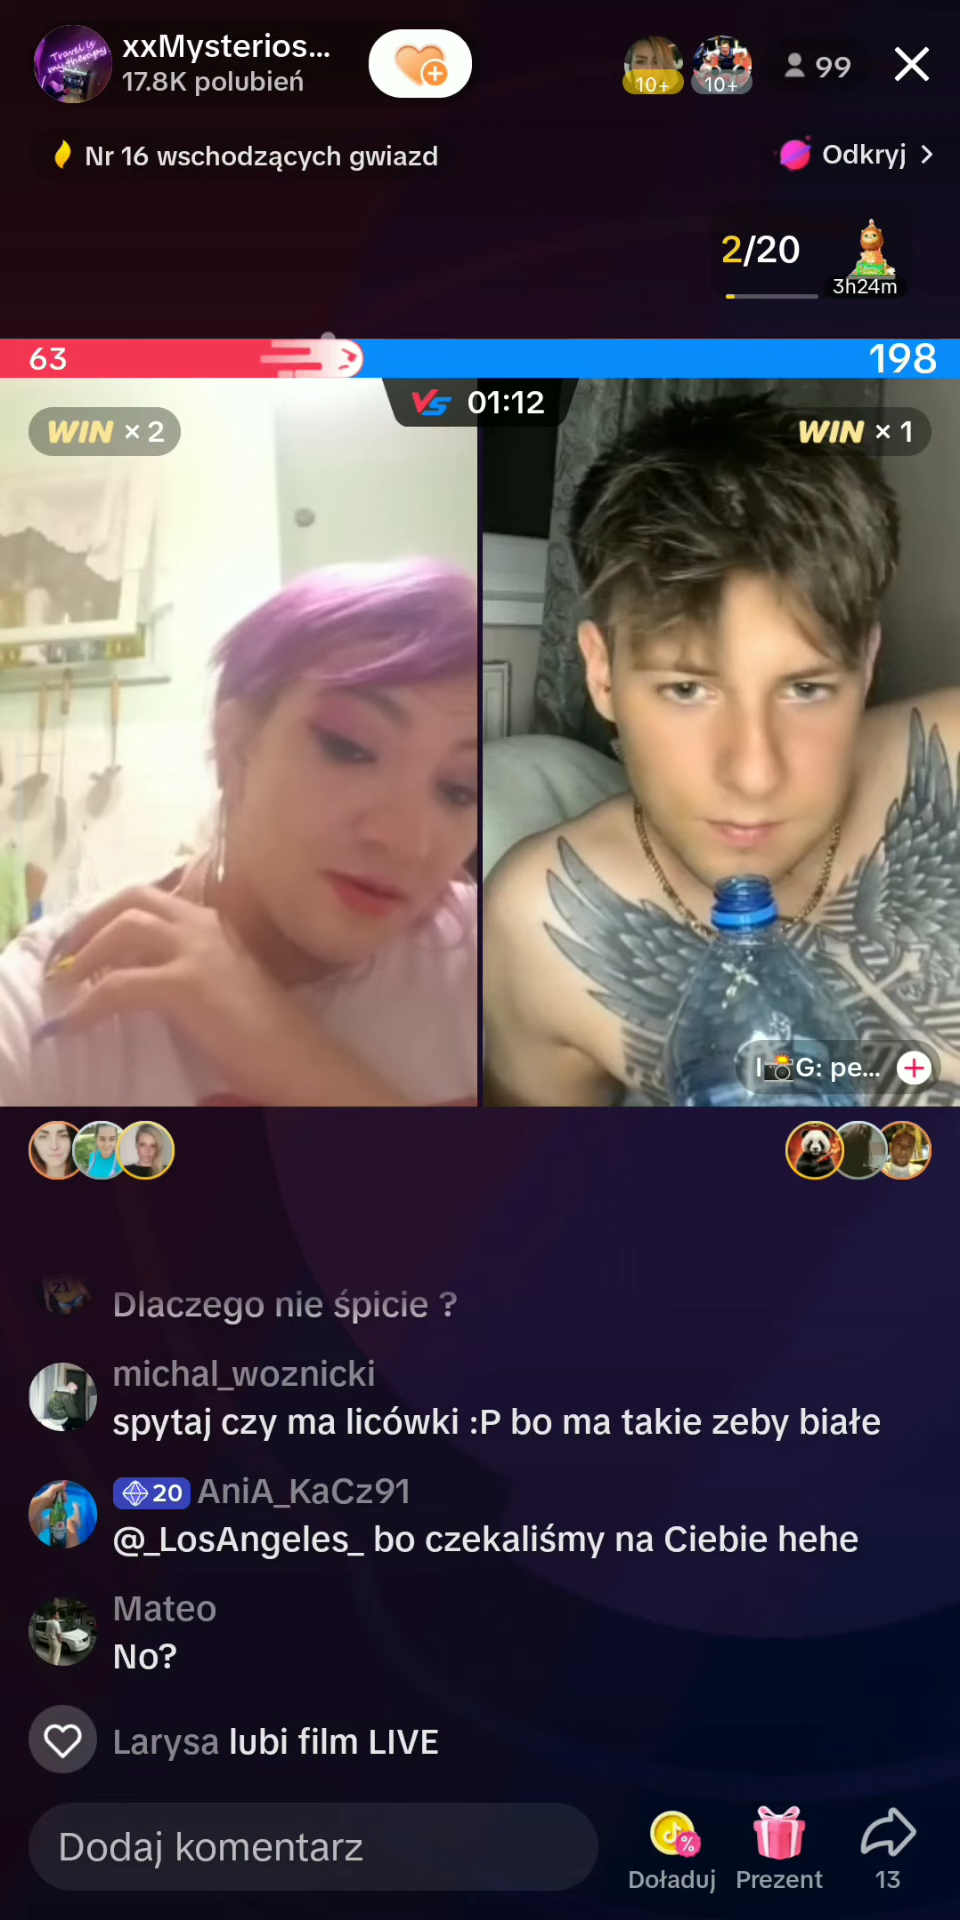 xxMysterios...
17.8K polubień
10+
10+
99
Nr 16 wschodzących gwiazd
Odkryj
2/20
3h24m
63
198
VS 01:12
WIN × 2
WIN × 1
I📸G: pe...
Dlaczego nie śpicie ?
michal_woznicki
spytaj czy ma licówki :P bo ma takie zeby białe
20 AniA_KaCz91
@_LosAngeles_ bo czekaliśmy na Ciebie hehe
Mateo
No?
Larysa lubi film LIVE
Dodaj komentarz
Doładuj
Prezent
13